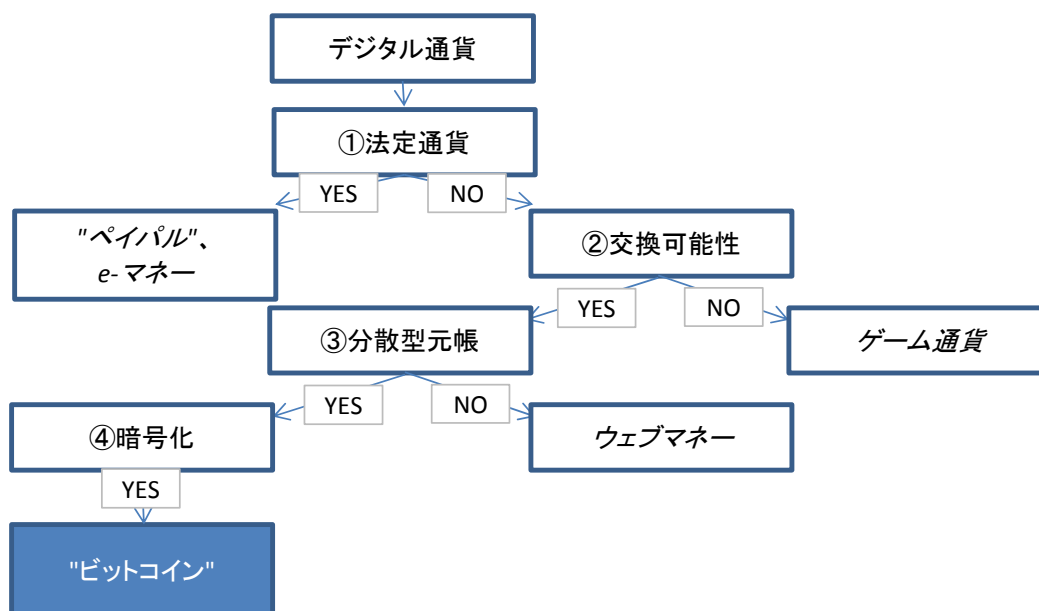 デジタル通貨
①法定通貨
YES
NO
"ペイパル"、
e-マネー
②交換可能性
YES
NO
③分散型元帳
ゲーム通貨
YES
NO
④暗号化
ウェブマネー
YES
"ビットコイン"